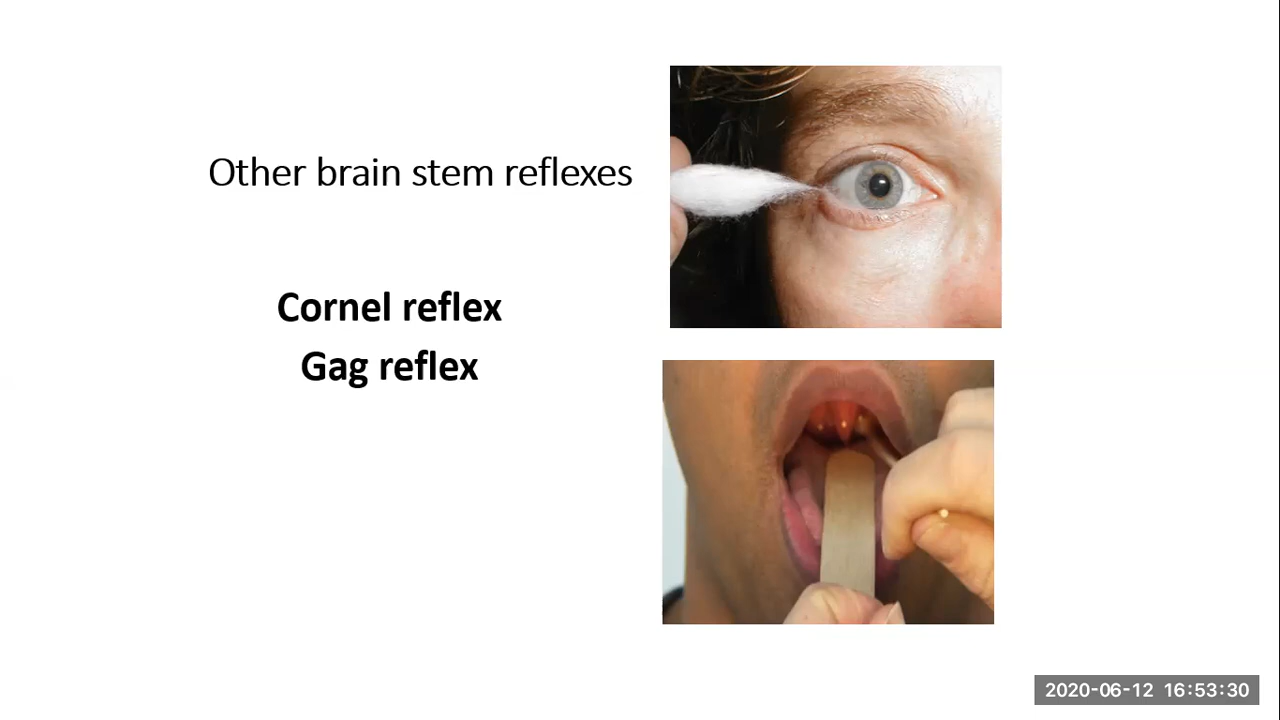 Other brain stem reflexes
Cornel reflex
Gag reflex
2020-06-12 16:53:30